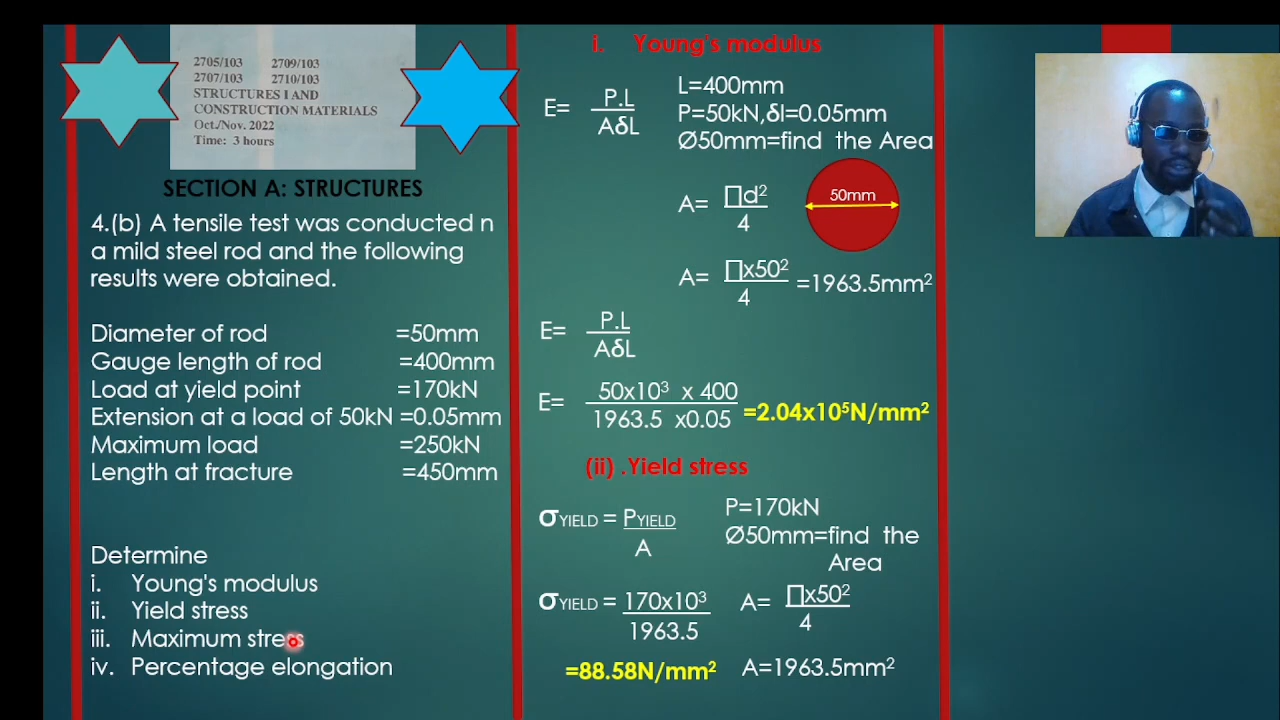 2705/103 2709/103
2707/103 2710/103
STRUCTURES I AND
CONSTRUCTION MATERIALS
Oct./Nov. 2022
Time: 3 hours
SECTION A: STRUCTURES
4.(b) A tensile test was conducted n
a mild steel rod and the following
results were obtained.
Diameter of rod =50mm
Gauge length of rod =400mm
Load at yield point =170kN
Extension at a load of 50kN =0.05mm
Maximum load =250kN
Length at fracture =450mm
Determine
i. Young's modulus
ii. Yield stress
iii. Maximum stress
iv. Percentage elongation
i. Young's modulus
E= P.L
AδL
L=400mm
P=50kN,δl=0.05mm
Ø50mm=find the Area
A= ∏d²
4
50mm
A= ∏x50² =1963.5mm²
4
E= P.L
AδL
E= 50x10³ x 400
1963.5 x0.05 =2.04x10⁵N/mm²
(ii) .Yield stress
σYIELD = PYIELD
A
P=170kN
Ø50mm=find the
Area
σYIELD = 170x10³
1963.5
=88.58N/mm²
A= ∏x50²
4
A=1963.5mm²